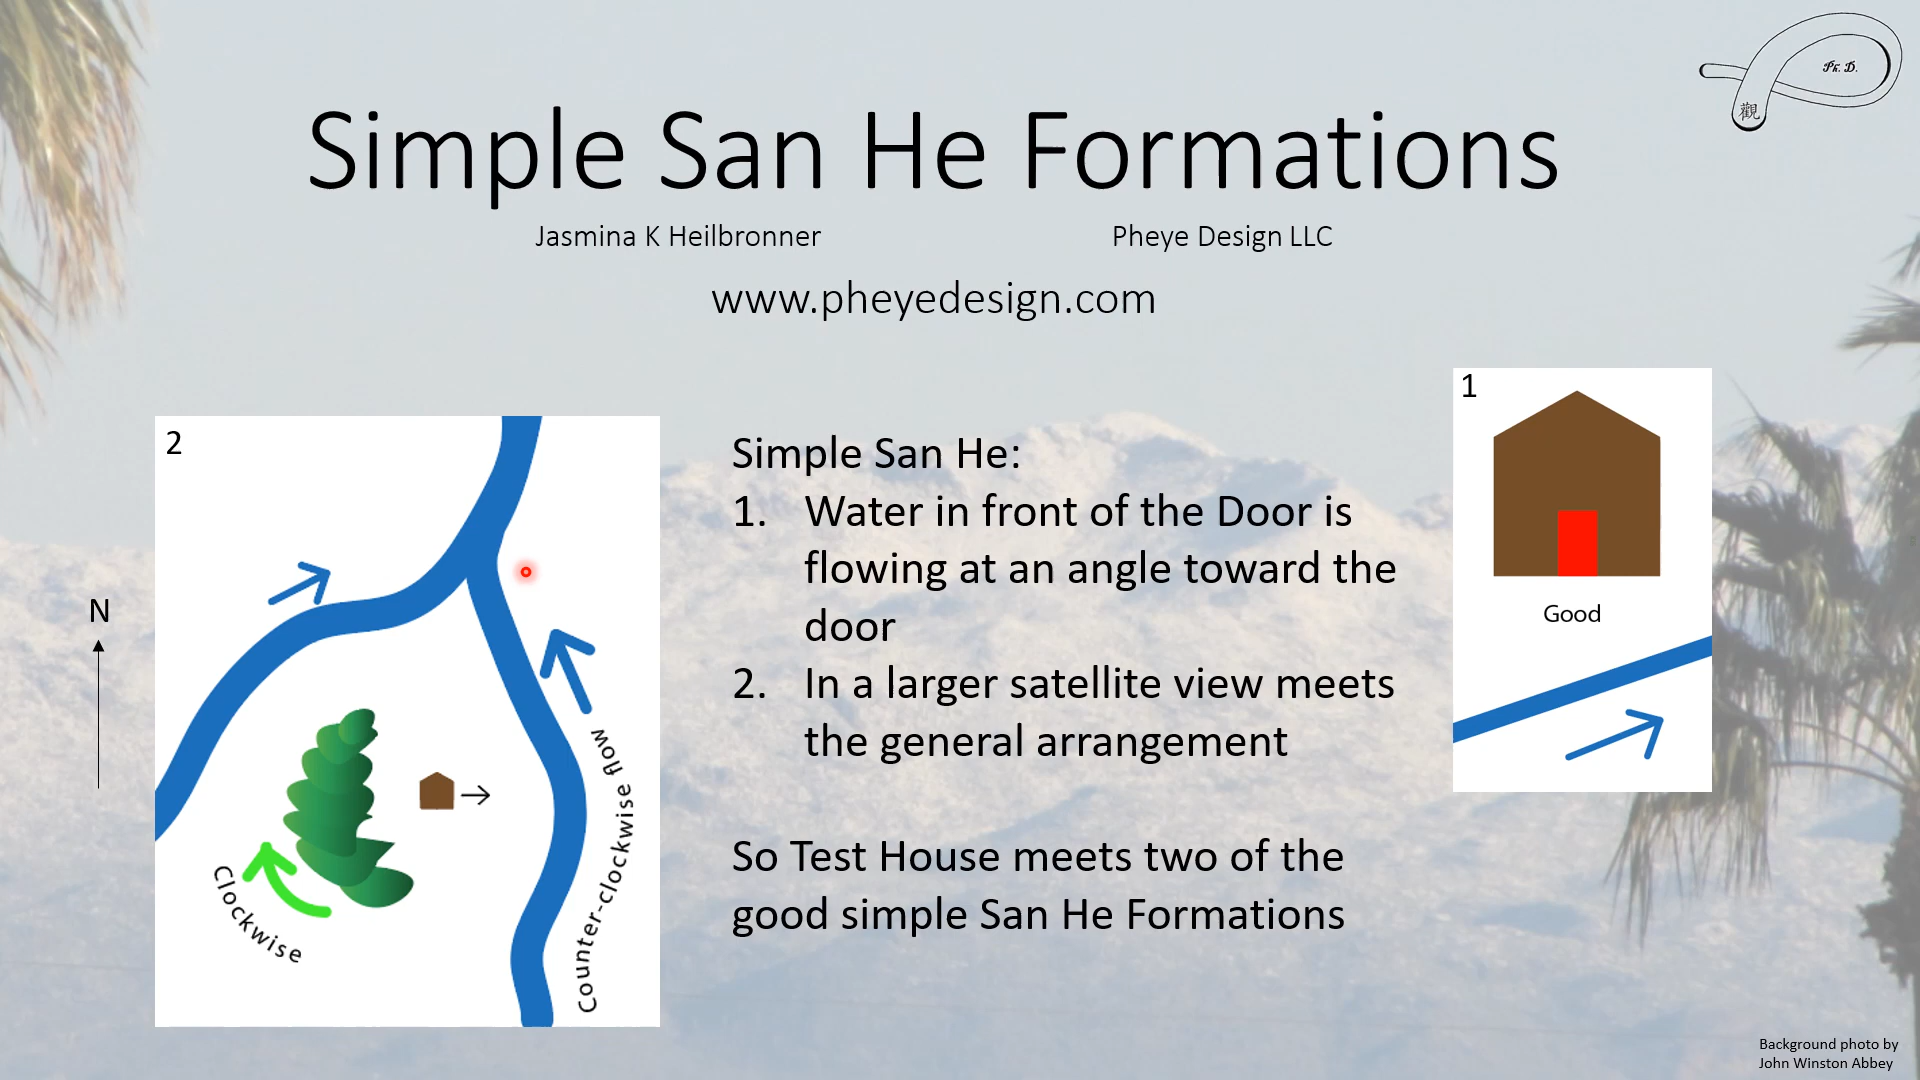 Ph. D.
觀
Simple San He Formations
Jasmina K Heilbronner
Pheye Design LLC
www.pheyedesign.com
N
2
Clockwise
Counter-clockwise flow
Simple San He:
1. Water in front of the Door is
flowing at an angle toward the
door
2. In a larger satellite view meets
the general arrangement
So Test House meets two of the
good simple San He Formations
1
Good
Background photo by
John Winston Abbey